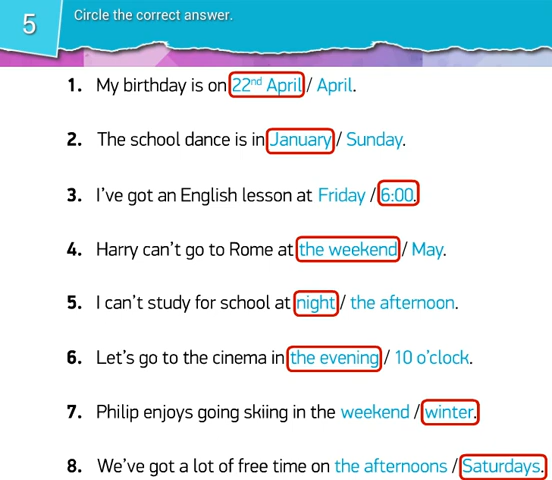 5
Circle the correct answer.
1. My birthday is on 22nd April / April.
2. The school dance is in January / Sunday.
3. I've got an English lesson at Friday / 6:00.
4. Harry can't go to Rome at the weekend / May.
5. I can't study for school at night / the afternoon.
6. Let's go to the cinema in the evening / 10 o'clock.
7. Philip enjoys going skiing in the weekend / winter.
8. We've got a lot of free time on the afternoons / Saturdays.